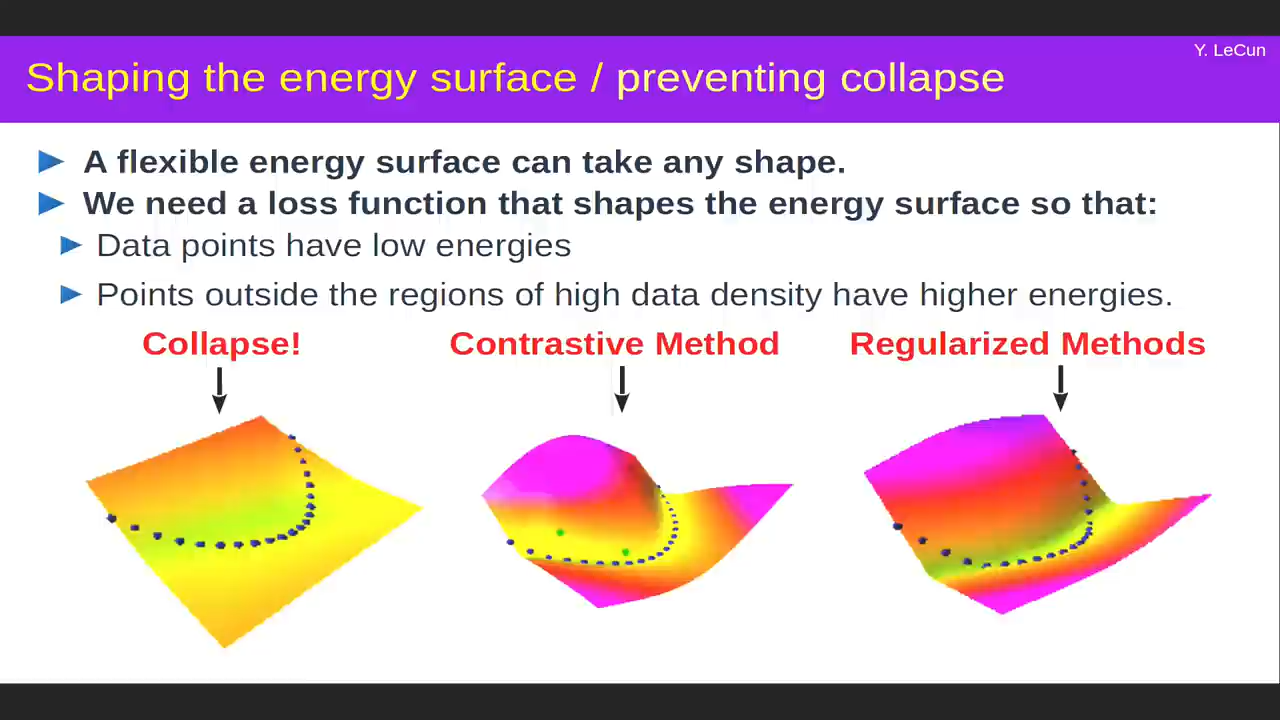 Y. LeCun
Shaping the energy surface / preventing collapse
A flexible energy surface can take any shape.
We need a loss function that shapes the energy surface so that:
Data points have low energies
Points outside the regions of high data density have higher energies.
Collapse! Contrastive Method Regularized Methods